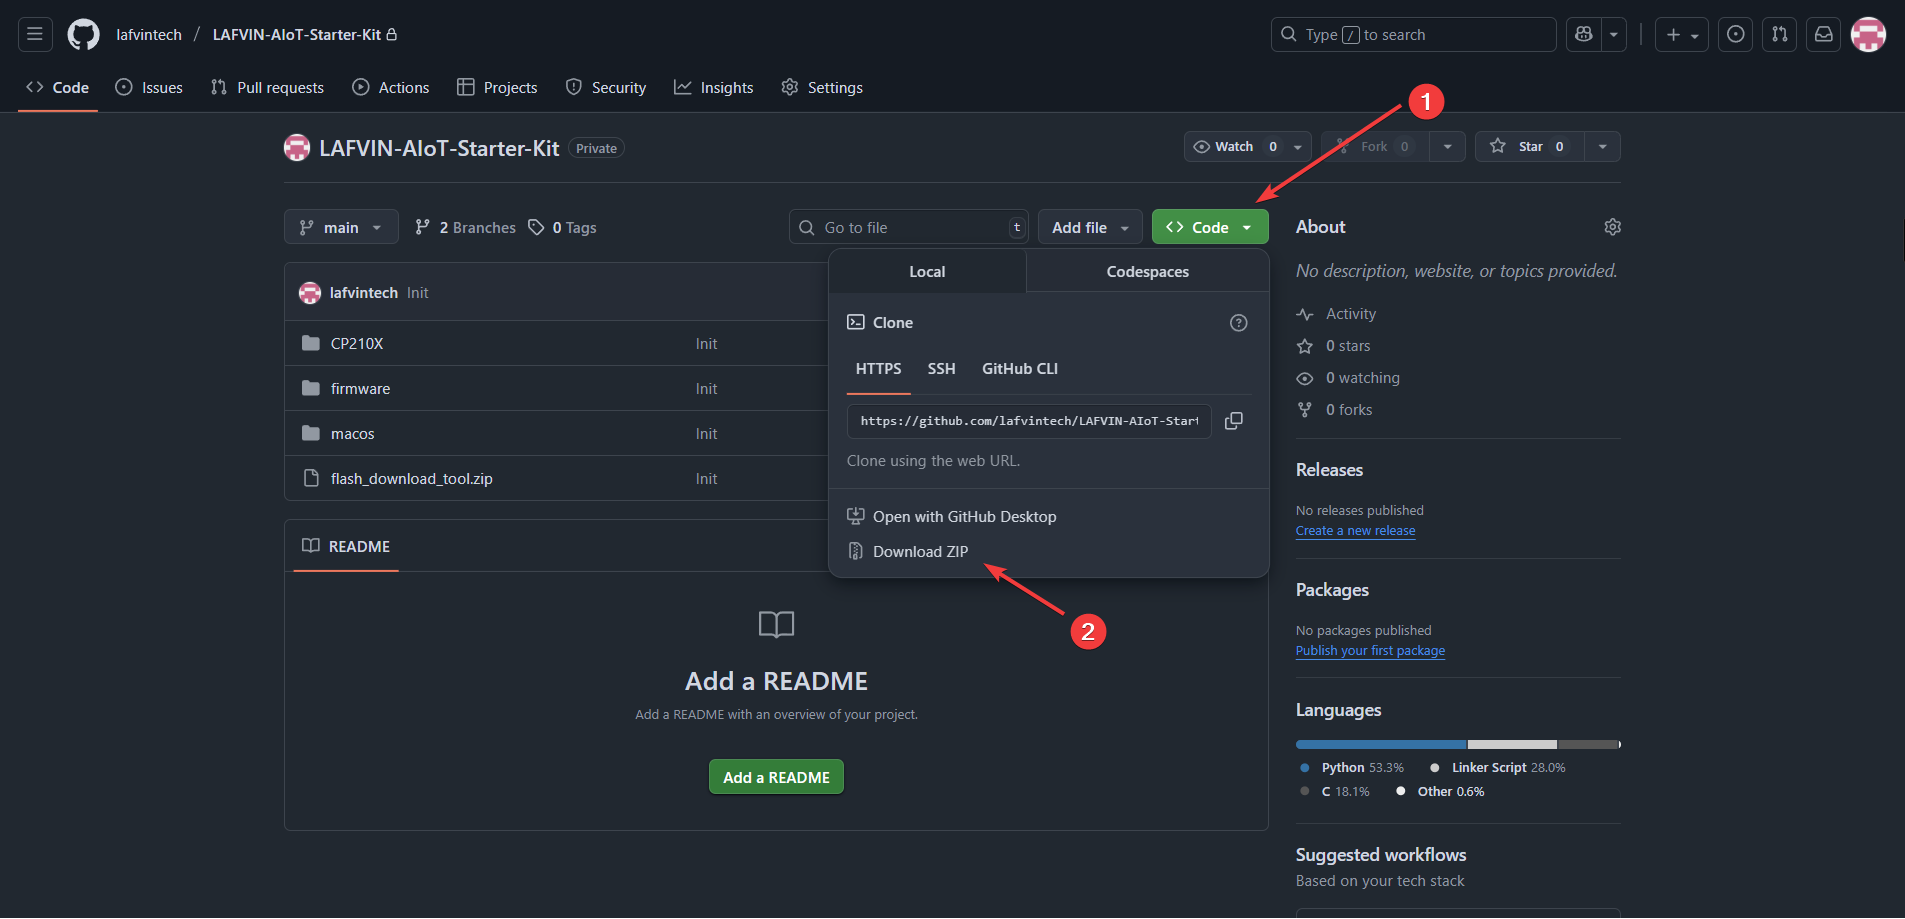 lafvintech / LAFVIN-AIoT-Starter-Kit
Type / to search
Code Issues Pull requests Actions Projects Security Insights Settings
1
LAFVIN-AIoT-Starter-Kit Private
Watch 0 Fork 0 Star 0
main 2 Branches 0 Tags
Go to file t Add file Code
About
No description, website, or topics provided.
Local Codespaces
lafvintech Init
Activity
Clone
CP210X Init
0 stars
HTTPS SSH GitHub CLI
0 watching
firmware Init
0 forks
https://github.com/lafvintech/LAFVIN-AIoT-Start
macos Init
Clone using the web URL.
Releases
flash_download_tool.zip Init
No releases published
Open with GitHub Desktop
Create a new release
README
Download ZIP
Packages
2
No packages published
Publish your first package
Add a README
Add a README with an overview of your project.
Languages
Python 53.3% Linker Script 28.0%
Add a README
C 18.1% Other 0.6%
Suggested workflows
Based on your tech stack